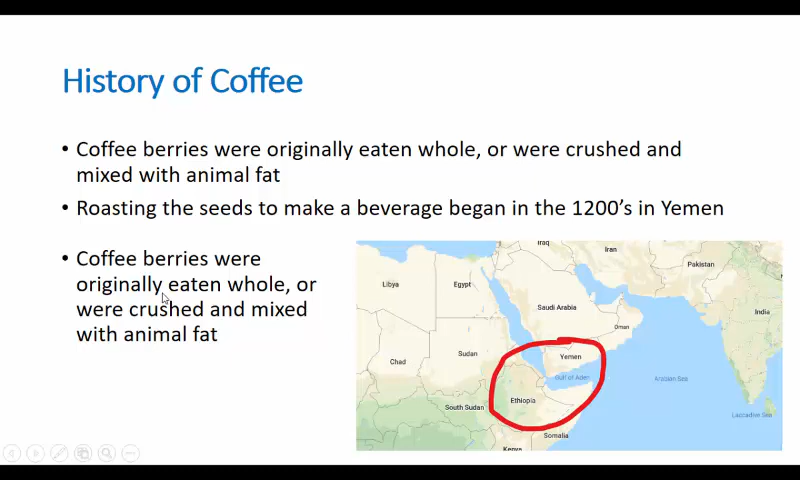 History of Coffee
• Coffee berries were originally eaten whole, or were crushed and
mixed with animal fat
• Roasting the seeds to make a beverage began in the 1200's in Yemen
• Coffee berries were
originally eaten whole, or
were crushed and mixed
with animal fat
Iraq
Iran
Pakistan
Libya
Egypt
Saudi Arabia
India
Oman
Chad
Sudan
Yemen
Gulf of Aden
Arabian Sea
South Sudan
Ethiopia
Laccadive Sea
Somalia
Kenya